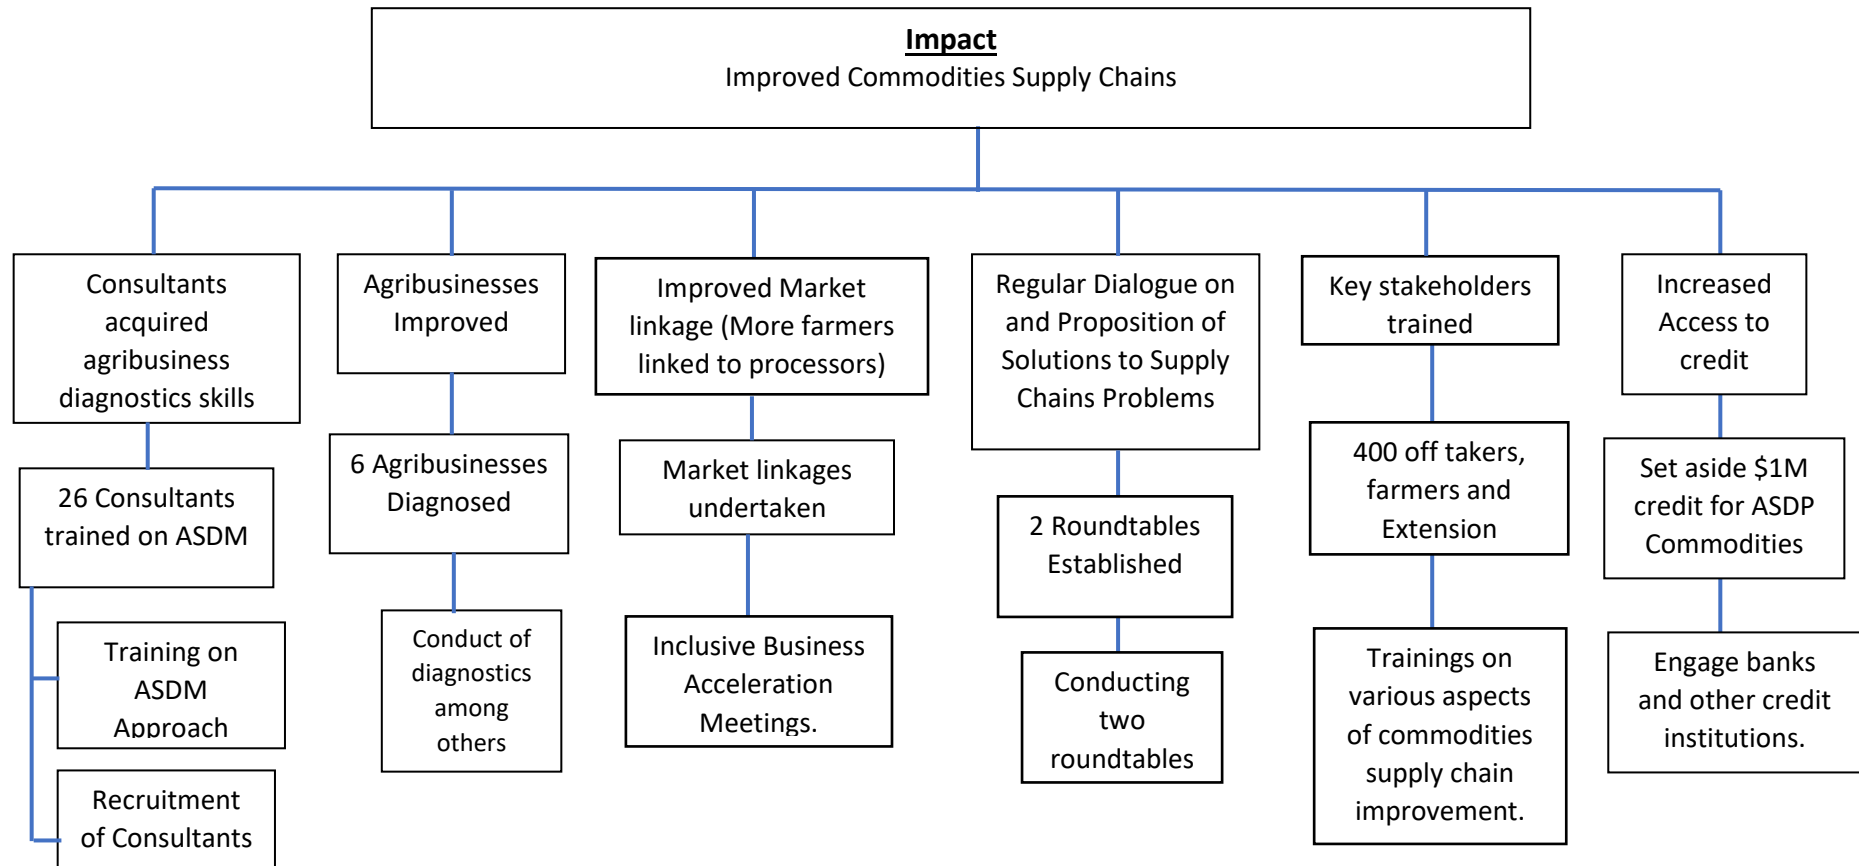 Impact
Improved Commodities Supply Chains
Consultants
acquired
agribusiness
diagnostics skills
Agribusinesses
Improved
Improved Market
linkage (More farmers
linked to processors)
Regular Dialogue on
and Proposition of
Solutions to Supply
Chains Problems
Key stakeholders
trained
Increased
Access to
credit
26 Consultants
trained on ASDM
6 Agribusinesses
Diagnosed
Market linkages
undertaken
2 Roundtables
Established
400 off takers,
farmers and
Extension
Set aside $1M
credit for ASDP
Commodities
Training on
ASDM
Approach
Recruitment
of Consultants
Conduct of
diagnostics
among
others
Inclusive Business
Acceleration
Meetings.
Conducting
two
roundtables
Trainings on
various aspects
of commodities
supply chain
improvement.
Engage banks
and other credit
institutions.